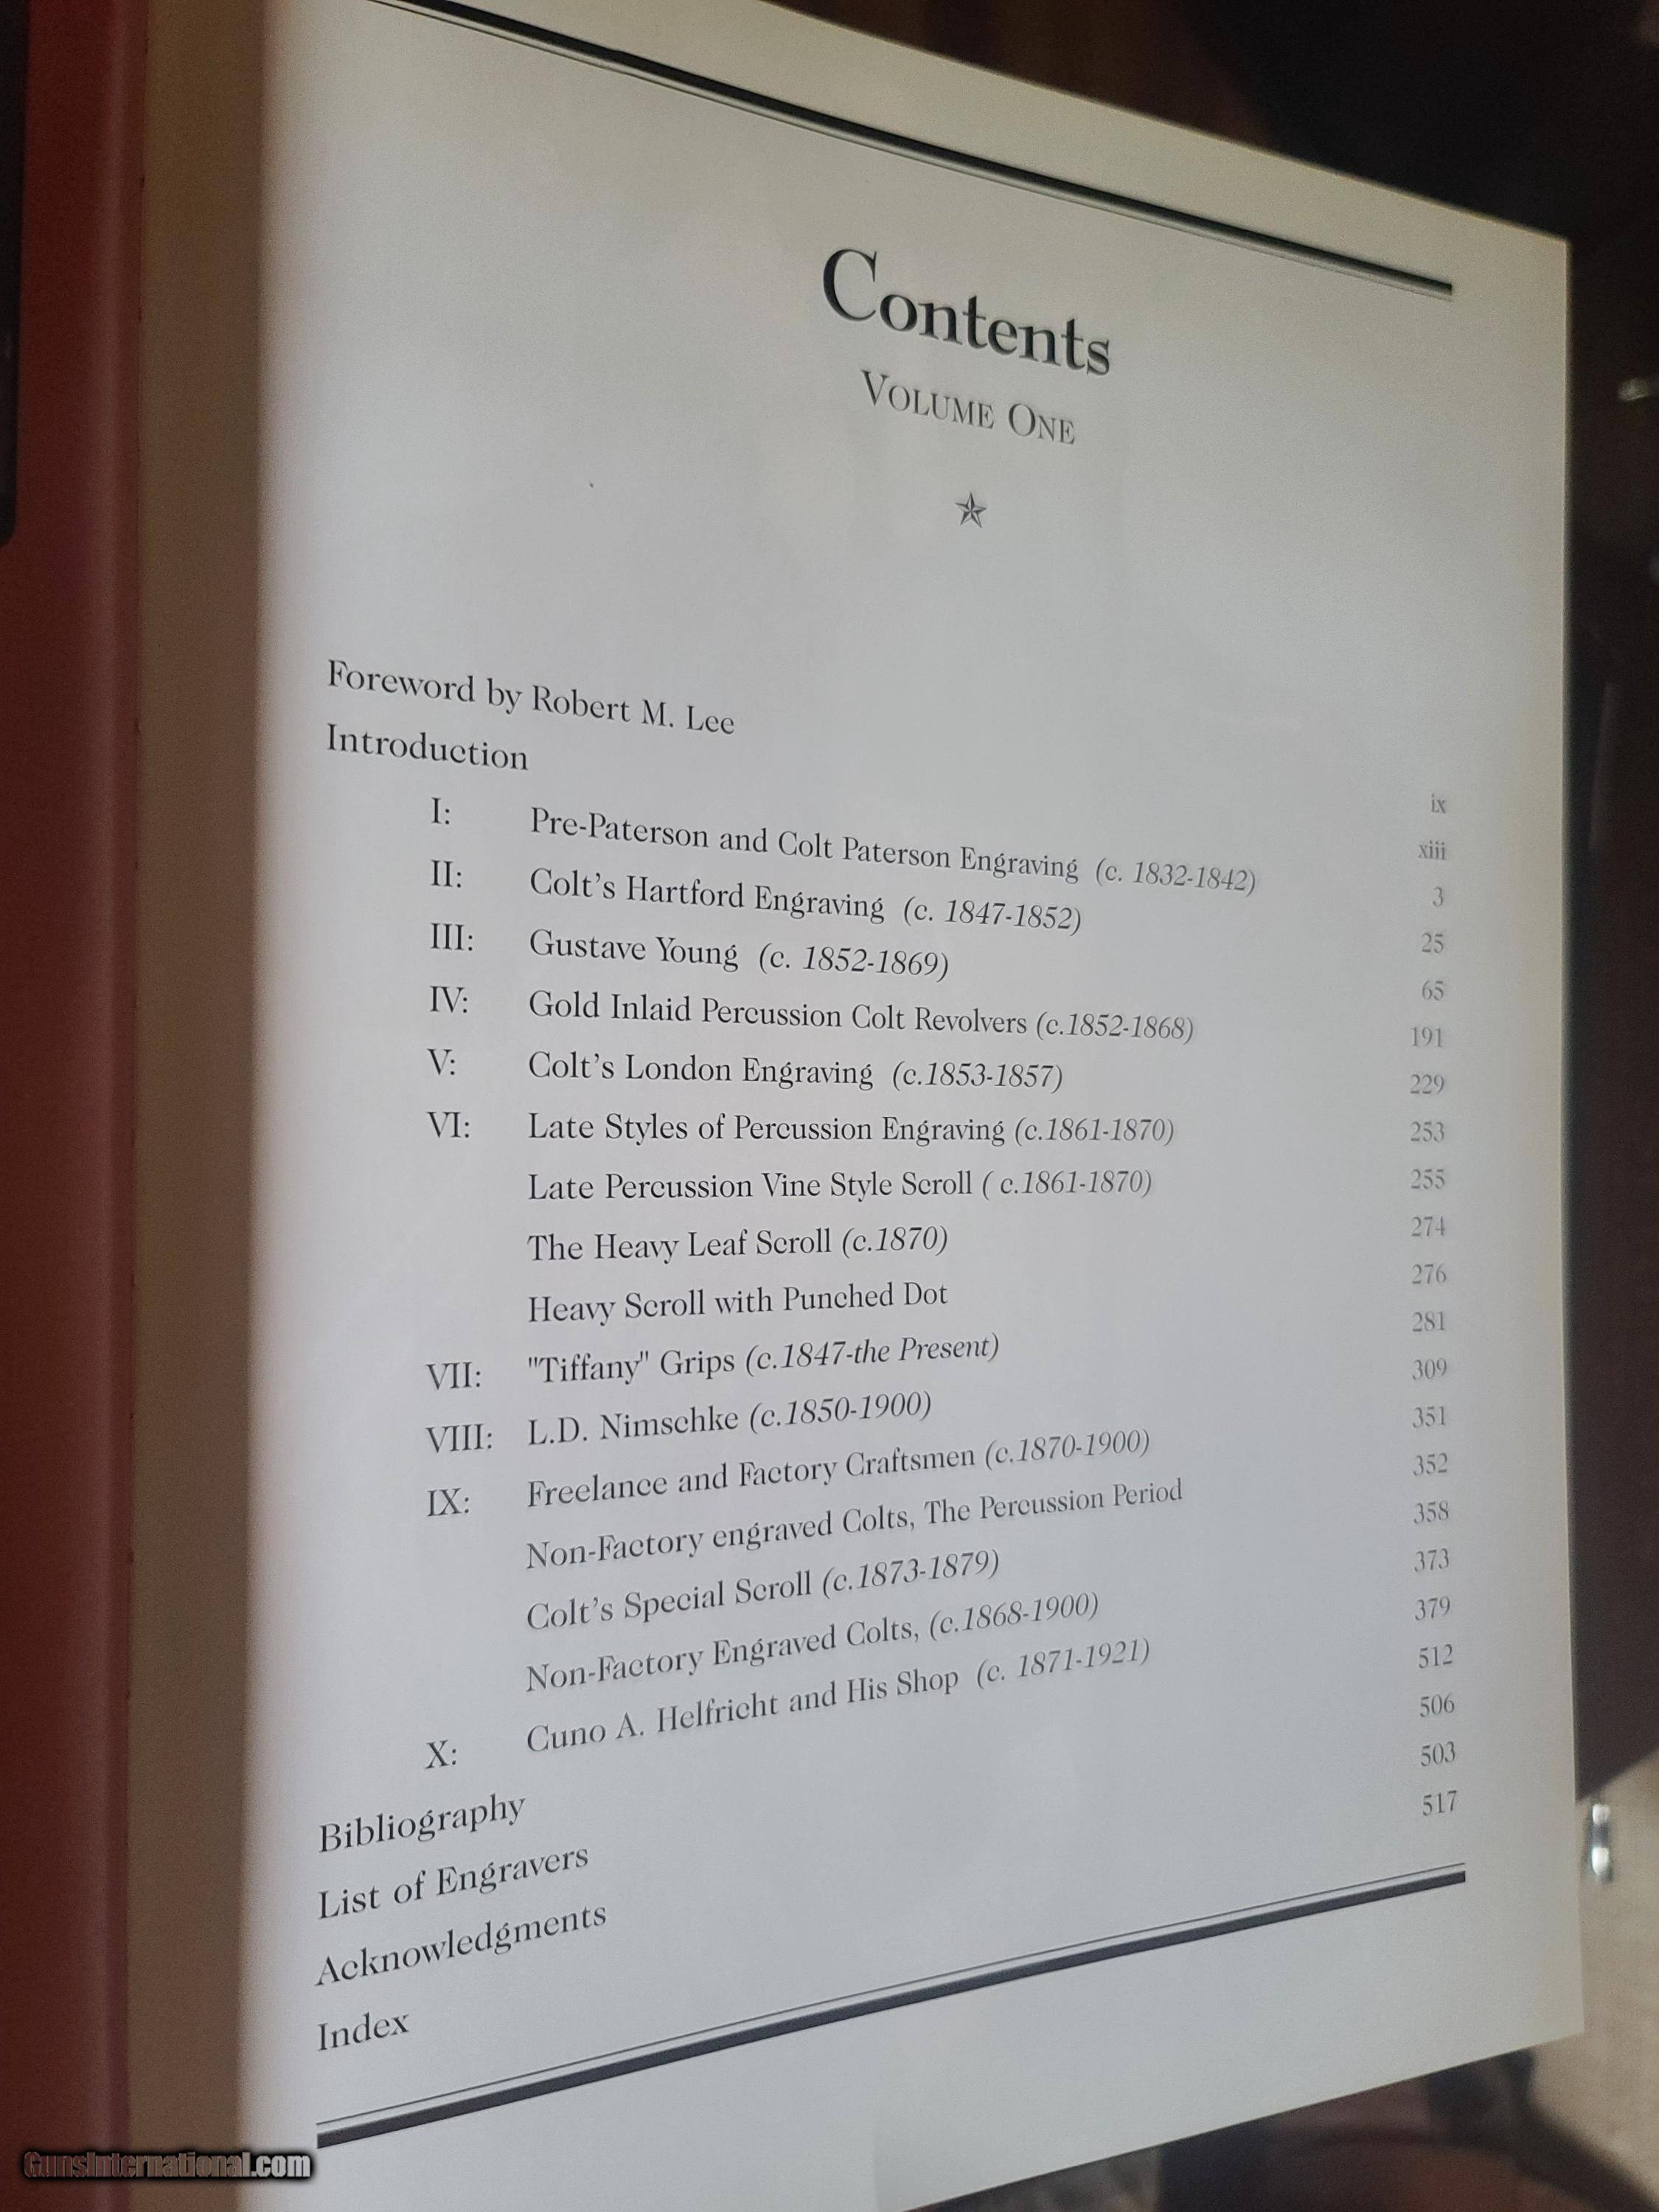 Contents
VOLUME ONE
Foreword by Robert M. Lee ix
Introduction xiii
I: Pre-Paterson and Colt Paterson Engraving (c. 1832-1842) 3
II: Colt's Hartford Engraving (c. 1847-1852) 25
III: Gustave Young (c. 1852-1869) 65
IV: Gold Inlaid Percussion Colt Revolvers (c.1852-1868) 191
V: Colt's London Engraving (c.1853-1857) 229
VI: Late Styles of Percussion Engraving (c.1861-1870) 253
Late Percussion Vine Style Scroll ( c.1861-1870) 255
The Heavy Leaf Scroll (c.1870) 274
Heavy Scroll with Punched Dot 276
VII: "Tiffany" Grips (c.1847-the Present) 281
VIII: L.D. Nimschke (c.1850-1900) 309
IX: Freelance and Factory Craftsmen (c.1870-1900) 351
Non-Factory engraved Colts, The Percussion Period 352
Colt's Special Scroll (c.1873-1879) 358
Non-Factory Engraved Colts, (c.1868-1900) 373
X: Cuno A. Helfricht and His Shop (c. 1871-1921) 379
Bibliography 512
List of Engravers 506
Acknowledgments 503
Index 517
GunsInternational.com